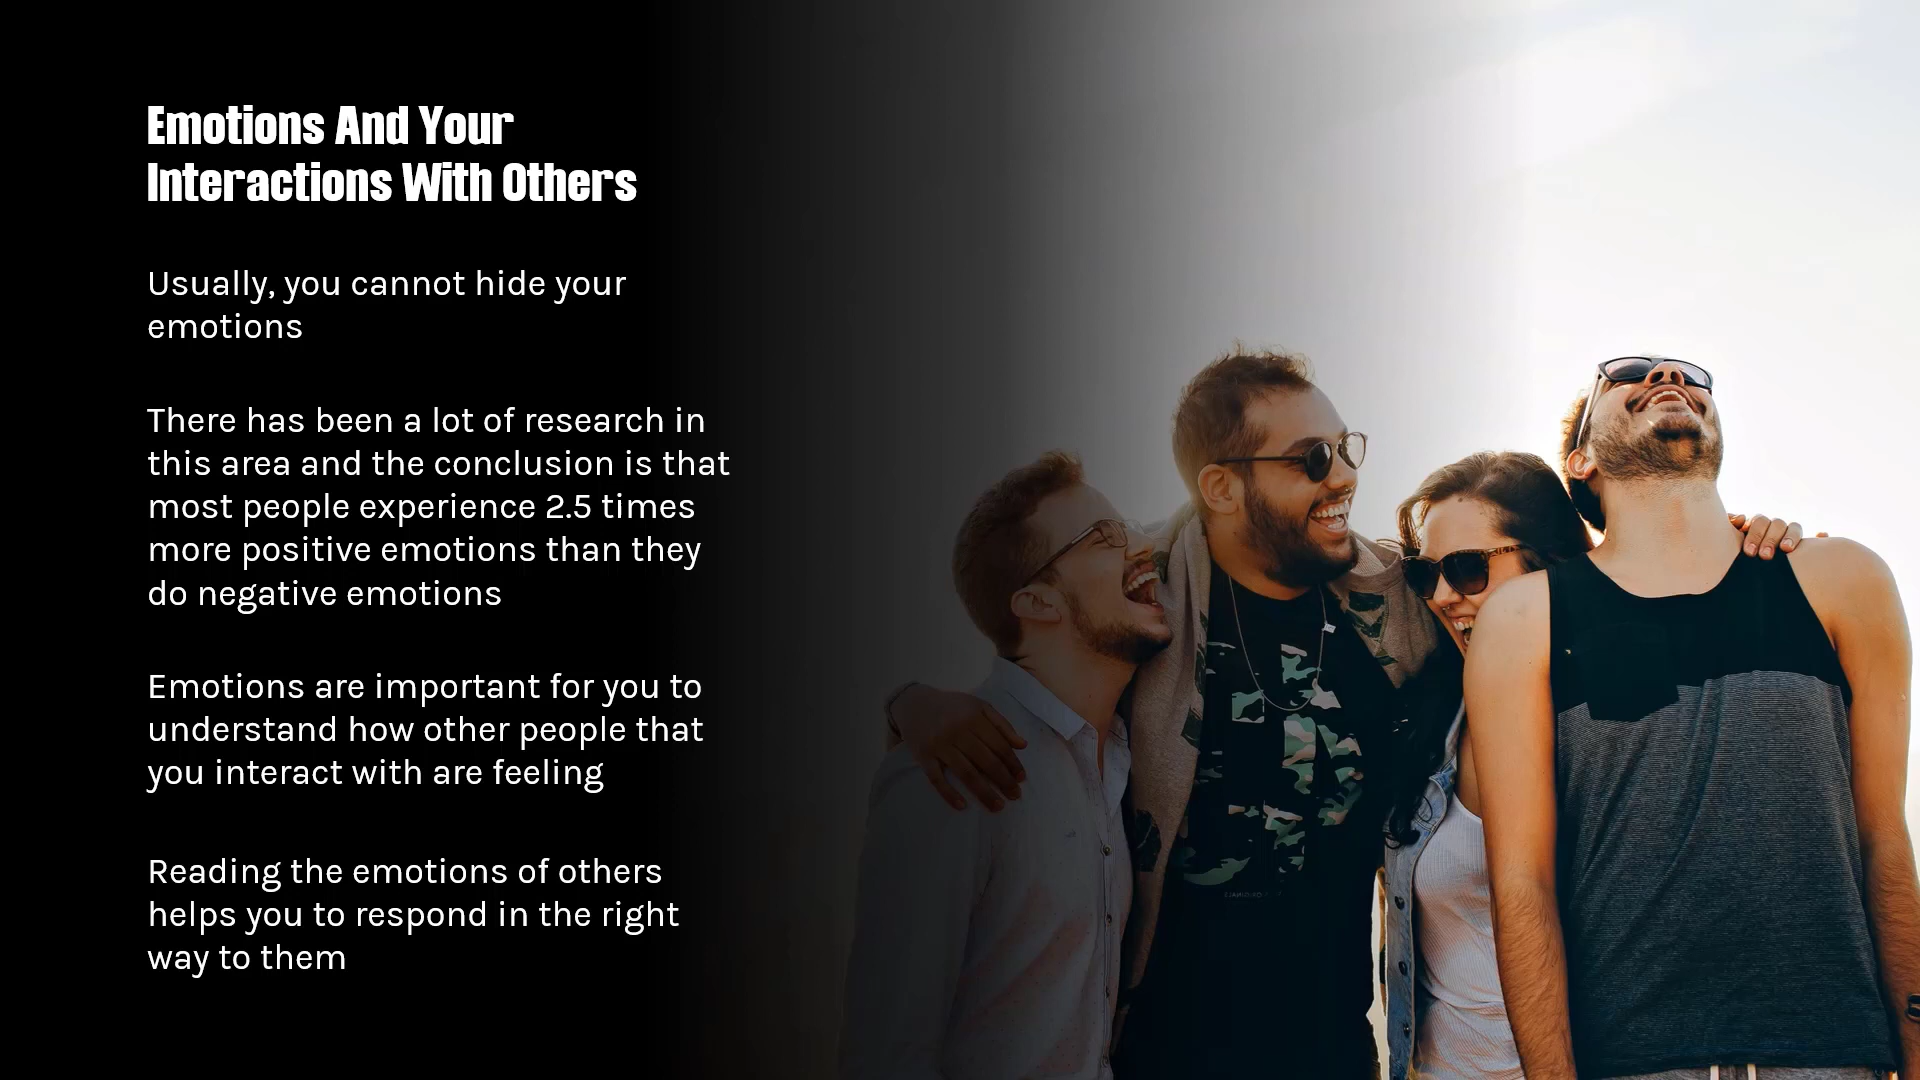 Emotions And Your
Interactions With Others
Usually, you cannot hide your
emotions
There has been a lot of research in
this area and the conclusion is that
most people experience 2.5 times
more positive emotions than they
do negative emotions
Emotions are important for you to
understand how other people that
you interact with are feeling
Reading the emotions of others
helps you to respond in the right
way to them